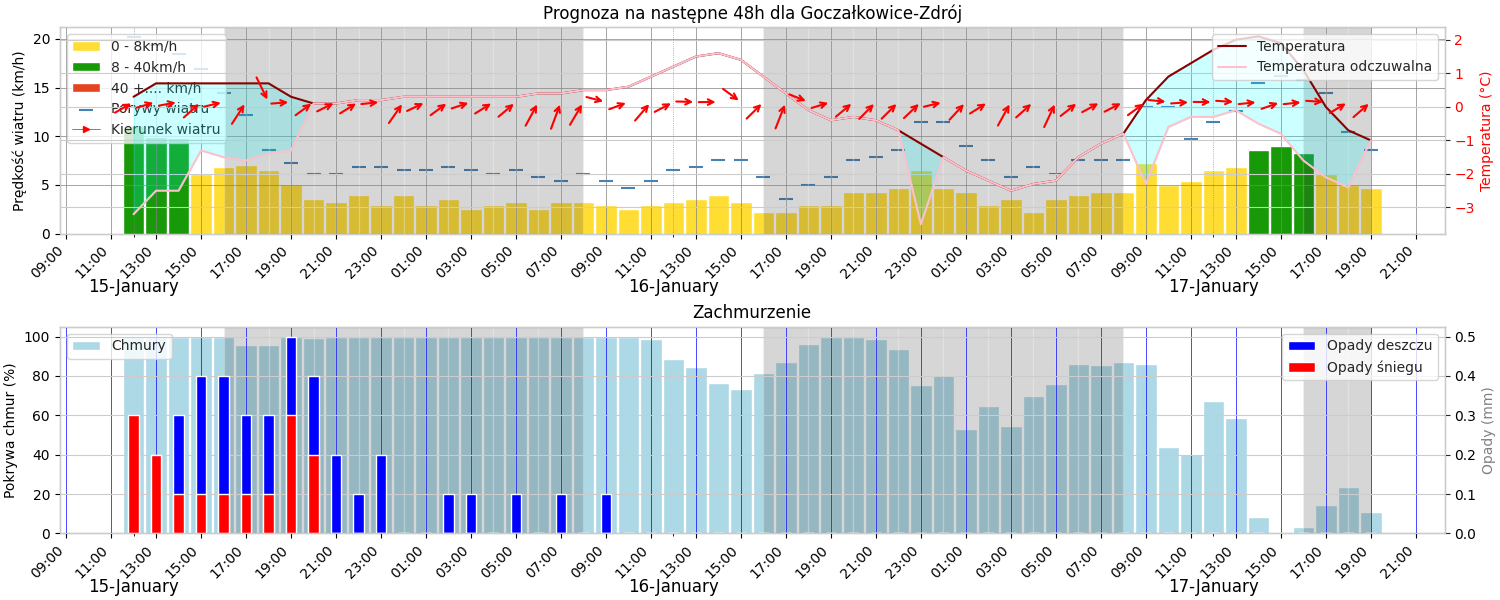 Prognoza na następne 48h dla Goczałkowice-Zdrój
Prędkość wiatru (km/h)
20
15
10
5
0
0 - 8km/h
8 - 40km/h
40 + ... km/h
Porywy wiatru
Kierunek wiatru
Temperatura
Temperatura odczuwalna
2
1
0
−1
−2
−3
Temperatura (°C)
09:00 11:00 13:00 15:00 17:00 19:00 21:00 23:00 01:00 03:00 05:00 07:00 09:00 11:00 13:00 15:00 17:00 19:00 21:00 23:00 01:00 03:00 05:00 07:00 09:00 11:00 13:00 15:00 17:00 19:00 21:00
15-January 16-January 17-January
Zachmurzenie
Pokrywa chmur (%)
100
80
60
40
20
0
Chmury
Opady deszczu
Opady śniegu
0.5
0.4
0.3
0.2
0.1
0.0
Opady (mm)
09:00 11:00 13:00 15:00 17:00 19:00 21:00 23:00 01:00 03:00 05:00 07:00 09:00 11:00 13:00 15:00 17:00 19:00 21:00 23:00 01:00 03:00 05:00 07:00 09:00 11:00 13:00 15:00 17:00 19:00 21:00
15-January 16-January 17-January